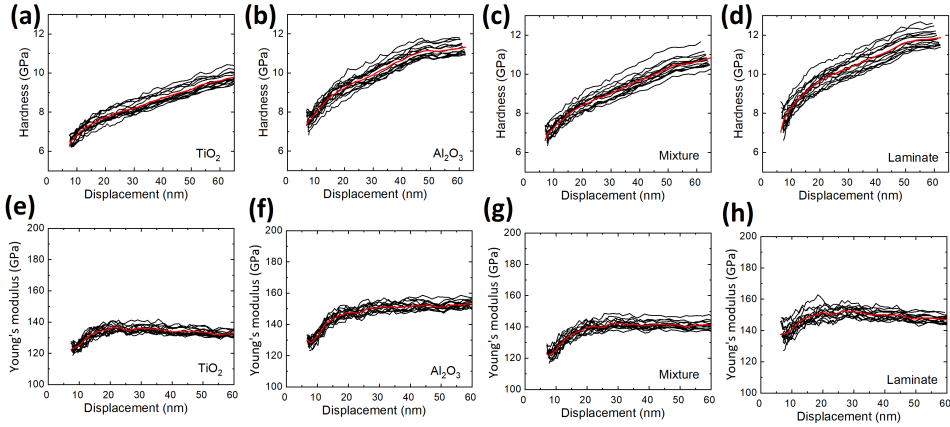 (a)
Hardness (GPa)
12
10
8
6
0 10 20 30 40 50 60
TiO2
Displacement (nm)
(b)
Hardness (GPa)
12
10
8
6
0 10 20 30 40 50 60
Al2O3
Displacement (nm)
(c)
Hardness (GPa)
12
10
8
6
0 10 20 30 40 50 60
Mixture
Displacement (nm)
(d)
Hardness (GPa)
12
10
8
6
0 10 20 30 40 50 60
Laminate
Displacement (nm)
(e)
Young's modulus (GPa)
200
180
160
140
120
100
0 10 20 30 40 50 60
TiO2
Displacement (nm)
(f)
Young's modulus (GPa)
200
180
160
140
120
100
0 10 20 30 40 50 60
Al2O3
Displacement (nm)
(g)
Young's modulus (GPa)
200
180
160
140
120
100
0 10 20 30 40 50 60
Mixture
Displacement (nm)
(h)
Young's modulus (GPa)
200
180
160
140
120
100
0 10 20 30 40 50 60
Laminate
Displacement (nm)